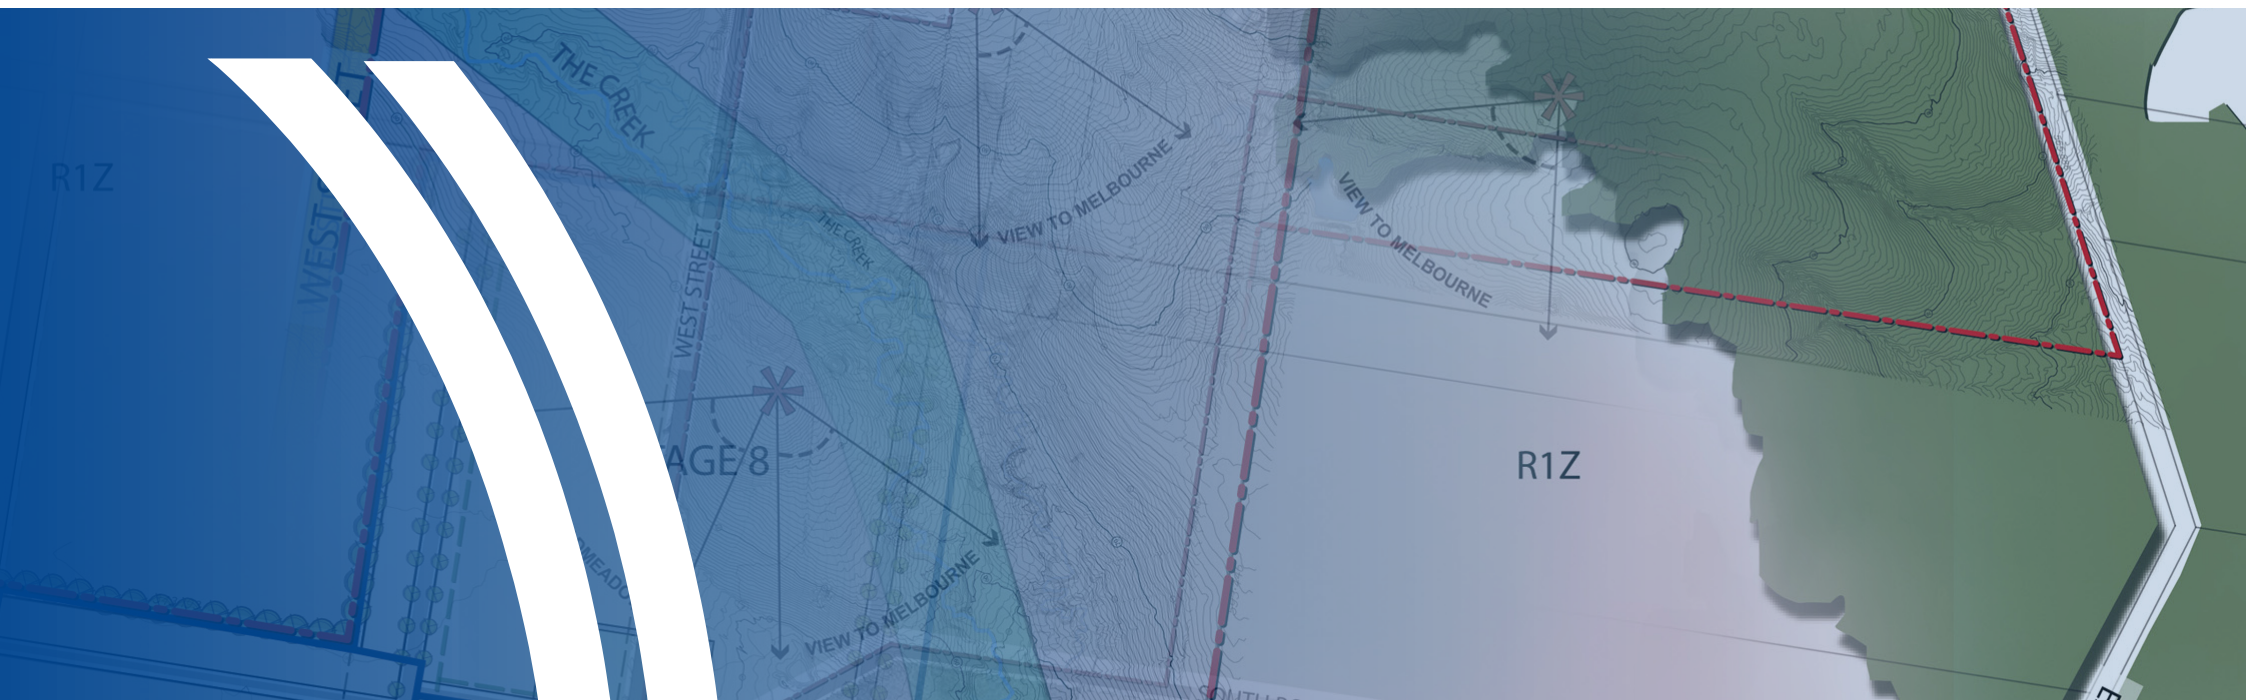 THE CREEK
R1Z
WEST
WEST STREET
THE CREEK
VIEW TO MELBOURNE
VIEW TO MELBOURNE
AGE 8
R1Z
VIEW TO MELBOURNE